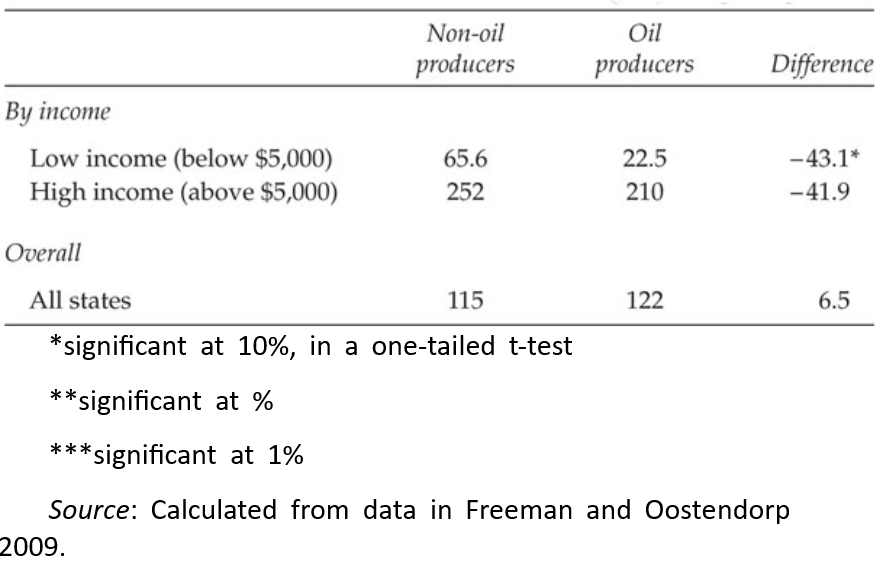 Non-oil Oil
producers producers Difference
By income
Low income (below $5,000) 65.6 22.5 –43.1*
High income (above $5,000) 252 210 –41.9
Overall
All states 115 122 6.5
*significant at 10%, in a one-tailed t-test
**significant at %
***significant at 1%
Source: Calculated from data in Freeman and Oostendorp
2009.